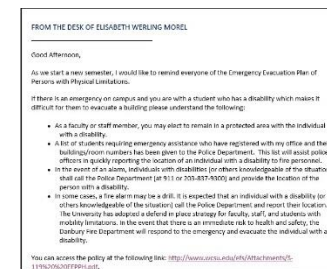 FROM THE DESK OF ELISABETH WERLING MOREL
Good Afternoon,
As we start a new semester, I would like to remind everyone of the Emergency Evacuation Plan of
Persons with Physical Limitations.
If there is an emergency on campus and you are with a student who has a disability which makes it
difficult for them to evacuate a building please understand the following:
• As a faculty or staff member, you may elect to remain in a protected area with the individual
with a disability.
• A list of students requiring emergency assistance who have registered with my office and their
buildings/room numbers has been given to the Police Department. This list will assist police
officers in quickly reporting the location of an individual with a disability to fire personnel.
• In the event of an alarm, individuals with disabilities (or others knowledgeable of the situation)
shall call the Police Department (at 911 or 203-837-9300) and provide the location of the
person with a disability.
• In some cases, a fire alarm may be a drill. It is expected that an individual with a disability (or
others knowledgeable of the situation) call the Police Department and report their location.
The University has adopted a defend in place strategy for faculty, staff, and students with
mobility limitations. In the event that there is an immediate risk to health and safety, the
Danbury Fire Department will respond to the emergency and evacuate the individual with a
disability.
You can access the policy at the following link: http://www.wcsu.edu/efs/Attachments/S-
119%20%20EEPPH.pdf.